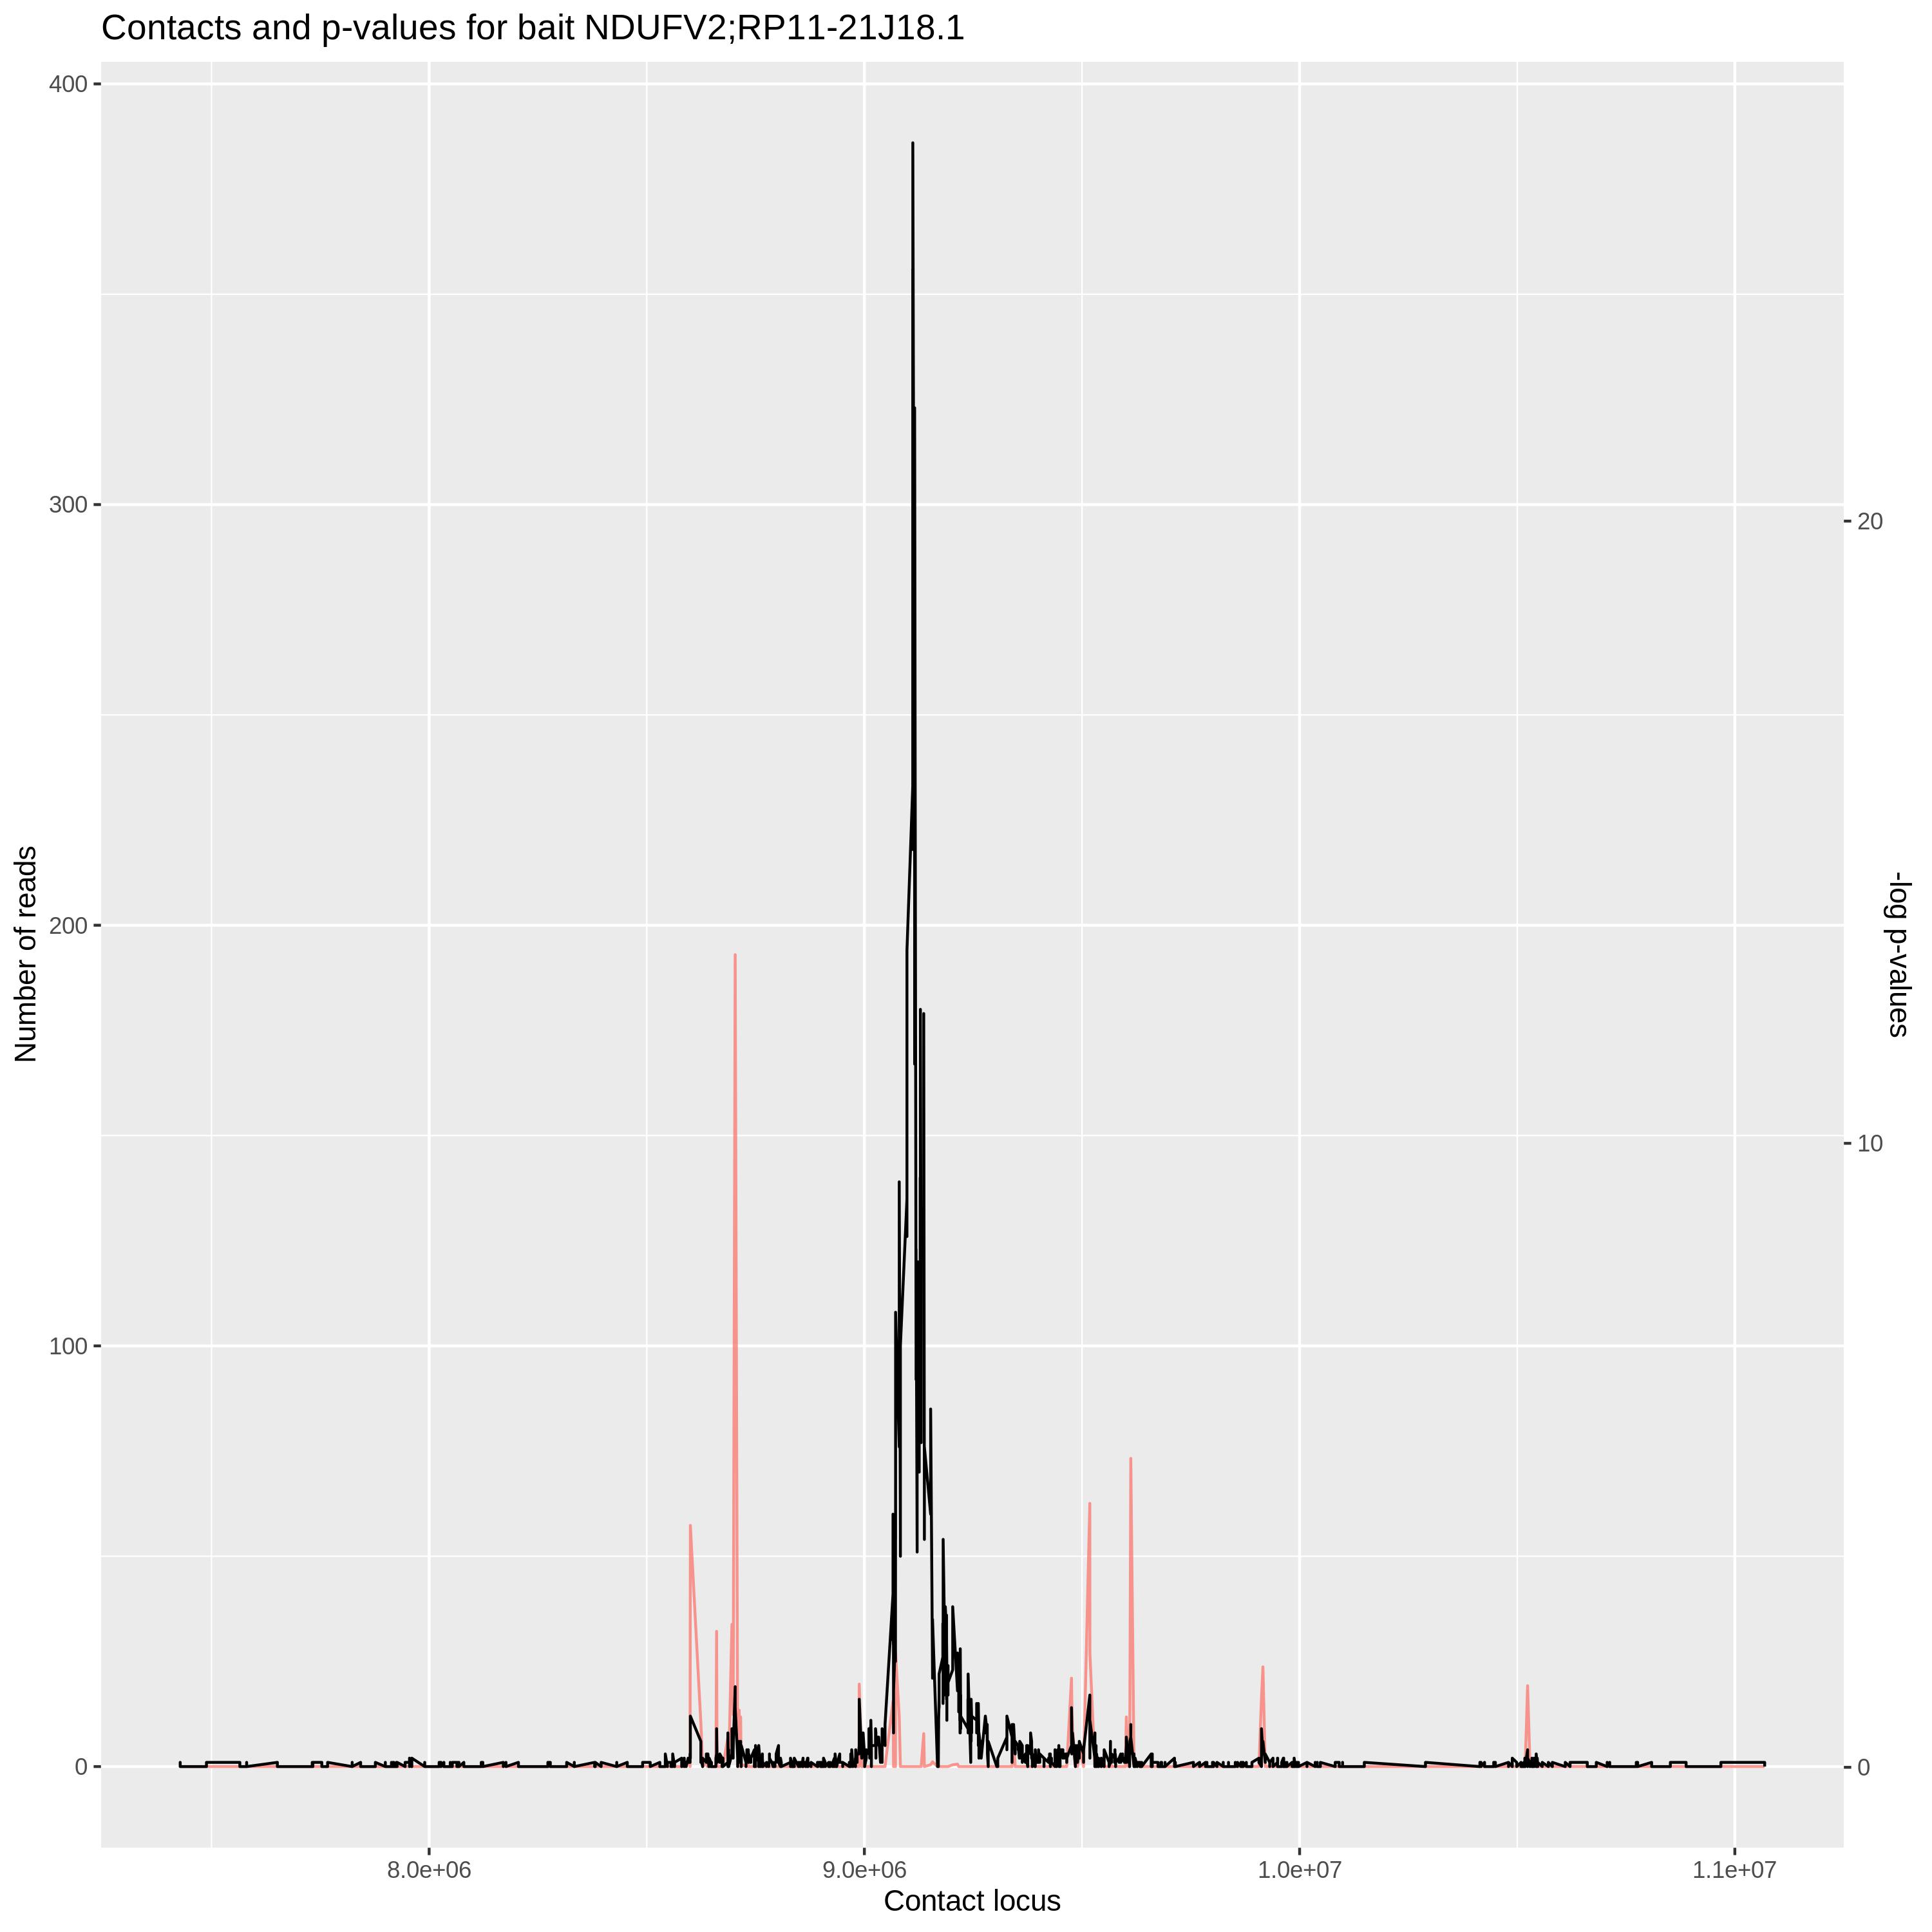 Contacts and p-values for bait NDUFV2;RP11-21J18.1
400
300
200
100
0
Number of reads
20
10
0
-log p-values
8.0e+06
9.0e+06
1.0e+07
1.1e+07
Contact locus